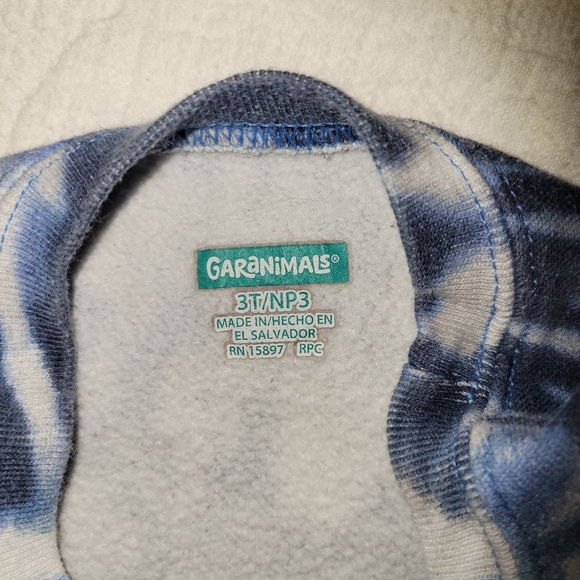 GARANIMALS®
3T/NP3
MADE IN/HECHO EN
EL SALVADOR
RN 15897 RPC